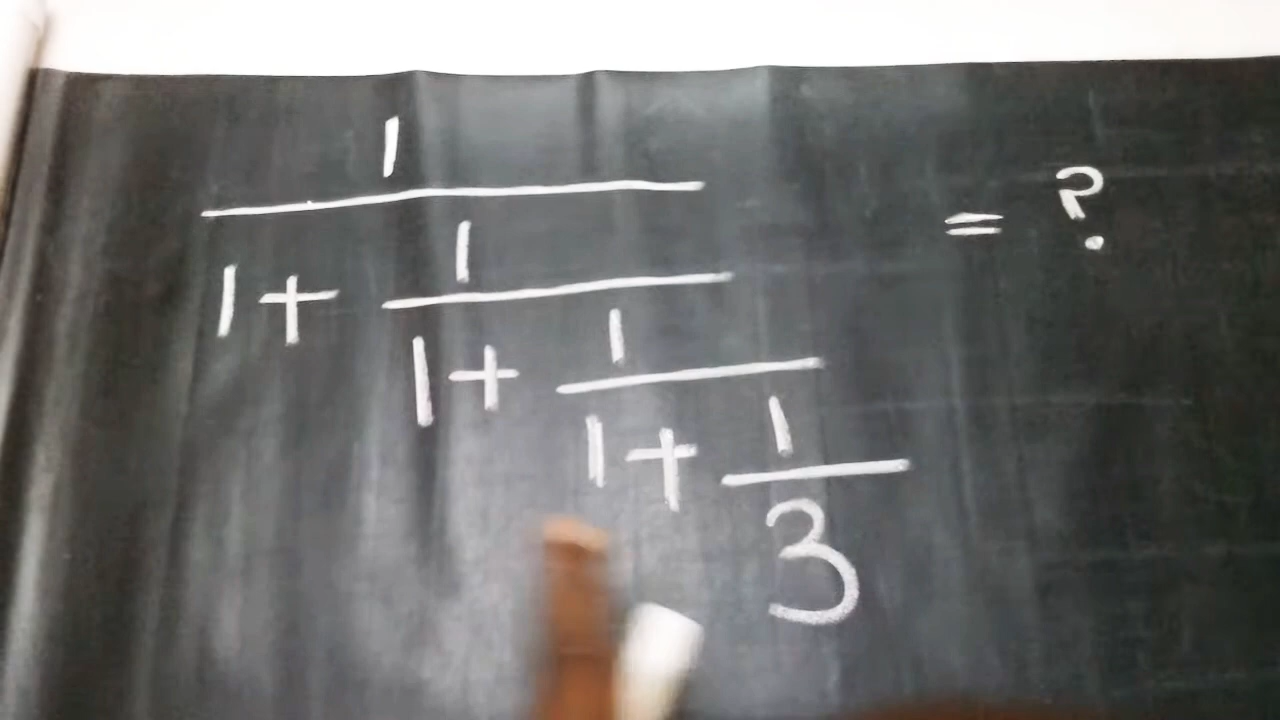 1
1 + 1 = ?
1 + 1
1 + 1
3